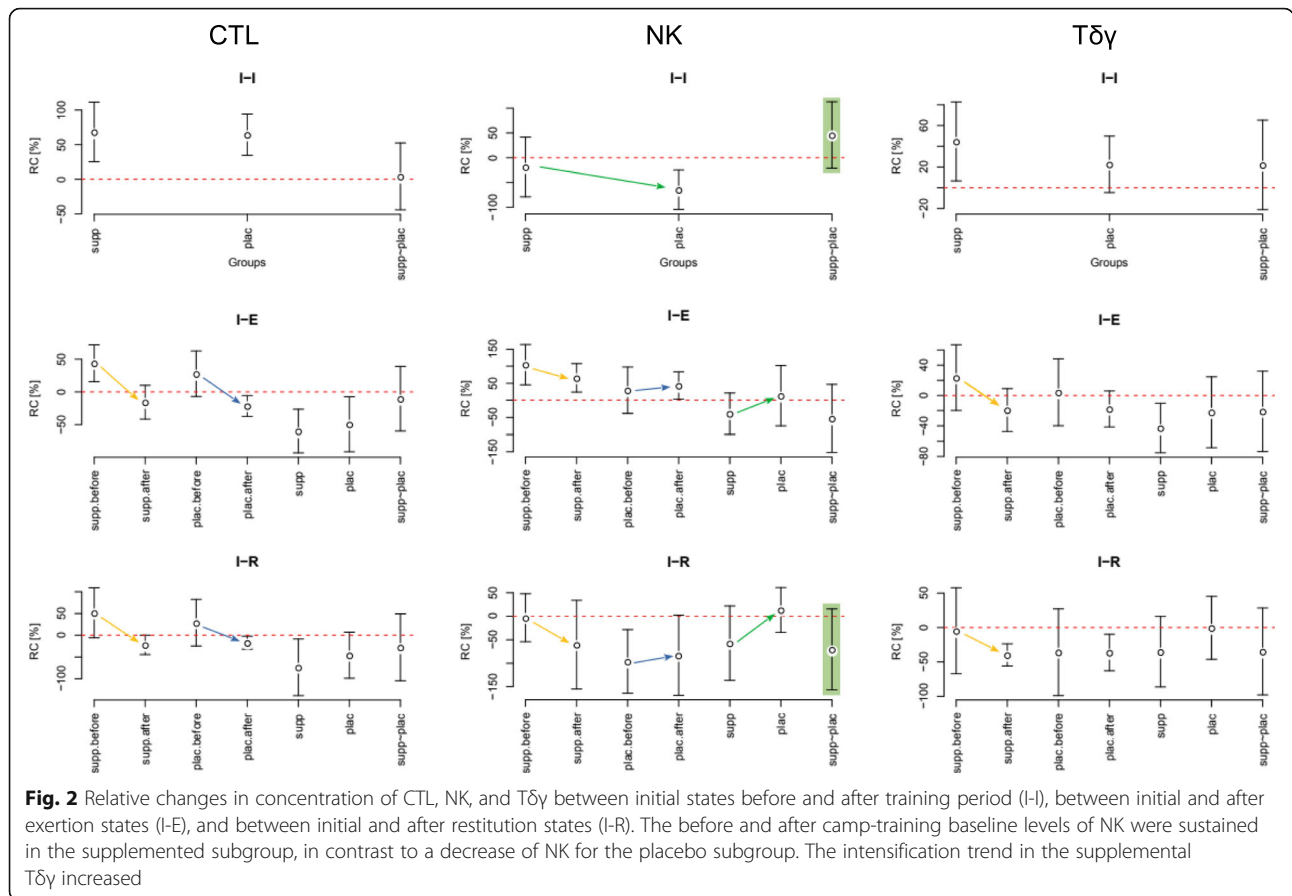 CTL
NK
Tδγ
I-I
RC [%]
100
50
0
-50
supp
plac
supp~plac
Groups
I-I
RC [%]
50
0
-100
supp
plac
supp~plac
Groups
I-I
RC [%]
60
20
-20
supp
plac
supp~plac
Groups
I-E
RC [%]
50
0
-50
supp.before
supp.after
plac.before
plac.after
supp
plac
supp~plac
I-E
RC [%]
150
50
0
-50
-150
supp.before
supp.after
plac.before
plac.after
supp
plac
supp~plac
I-E
RC [%]
40
0
-40
-80
supp.before
supp.after
plac.before
plac.after
supp
plac
supp~plac
I-R
RC [%]
50
0
-100
supp.before
supp.after
plac.before
plac.after
supp
plac
supp~plac
I-R
RC [%]
50
0
-50
-150
supp.before
supp.after
plac.before
plac.after
supp
plac
supp~plac
I-R
RC [%]
50
0
-50
-100
supp.before
supp.after
plac.before
plac.after
supp
plac
supp~plac
Fig. 2 Relative changes in concentration of CTL, NK, and Tδγ between initial states before and after training period (I-I), between initial and after
exertion states (I-E), and between initial and after restitution states (I-R). The before and after camp-training baseline levels of NK were sustained
in the supplemented subgroup, in contrast to a decrease of NK for the placebo subgroup. The intensification trend in the supplemental
Tδγ increased